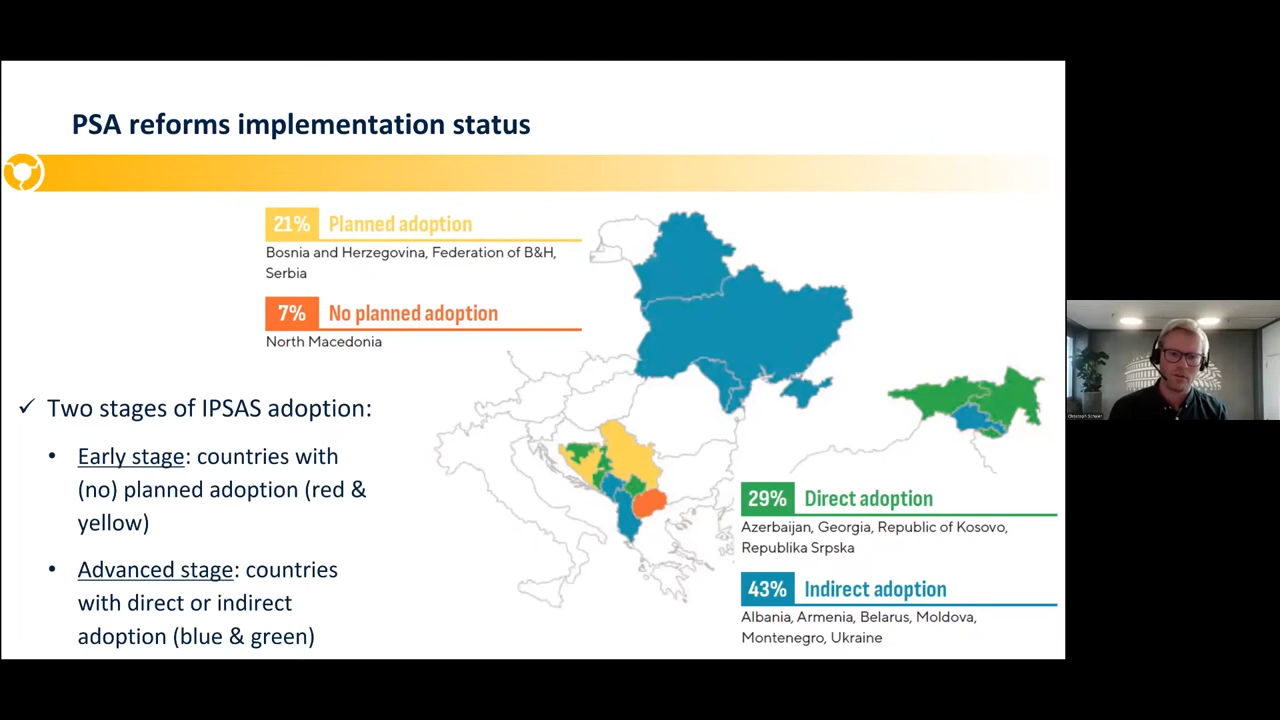 PSA reforms implementation status
21% Planned adoption
Bosnia and Herzegovina, Federation of B&H,
Serbia
7% No planned adoption
North Macedonia
✓ Two stages of IPSAS adoption:
• Early stage: countries with
(no) planned adoption (red &
yellow)
• Advanced stage: countries
with direct or indirect
adoption (blue & green)
29% Direct adoption
Azerbaijan, Georgia, Republic of Kosovo,
Republika Srpska
43% Indirect adoption
Albania, Armenia, Belarus, Moldova,
Montenegro, Ukraine